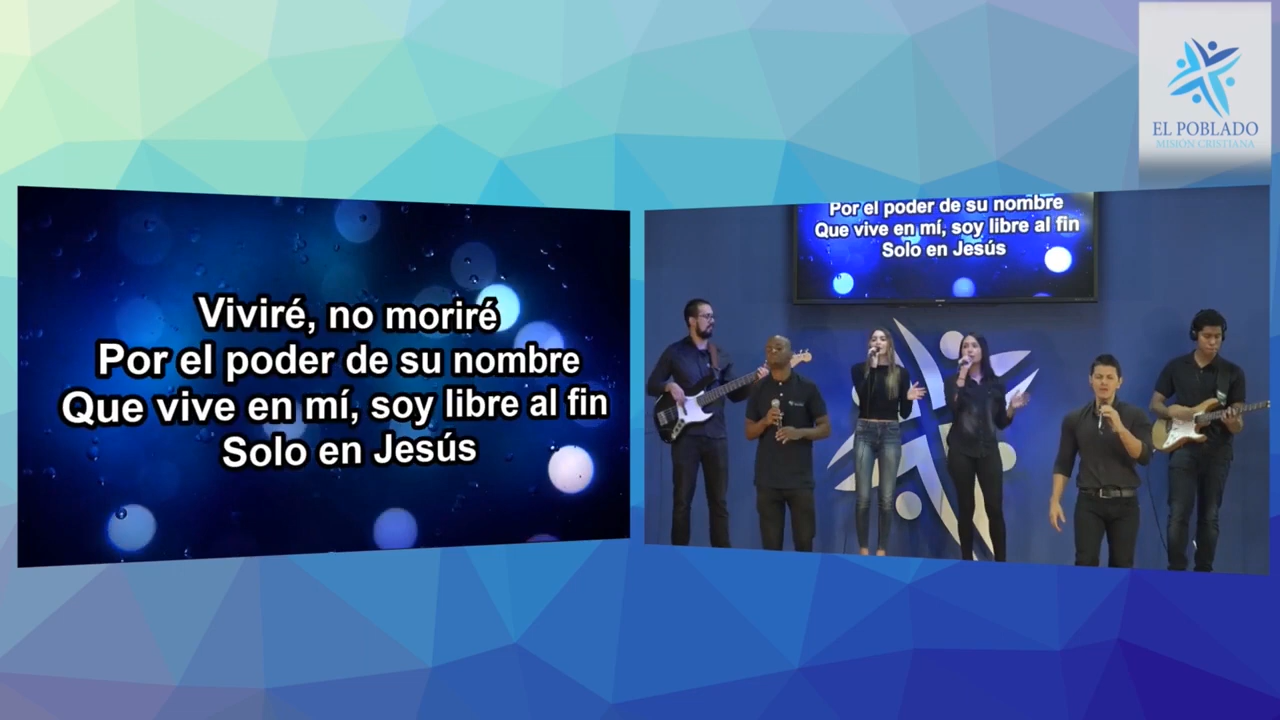 EL POBLADO
MISIÓN CRISTIANA
Viviré, no moriré
Por el poder de su nombre
Que vive en mí, soy libre al fin
Solo en Jesús
Por el poder de su nombre
Que vive en mí, soy libre al fin
Solo en Jesús